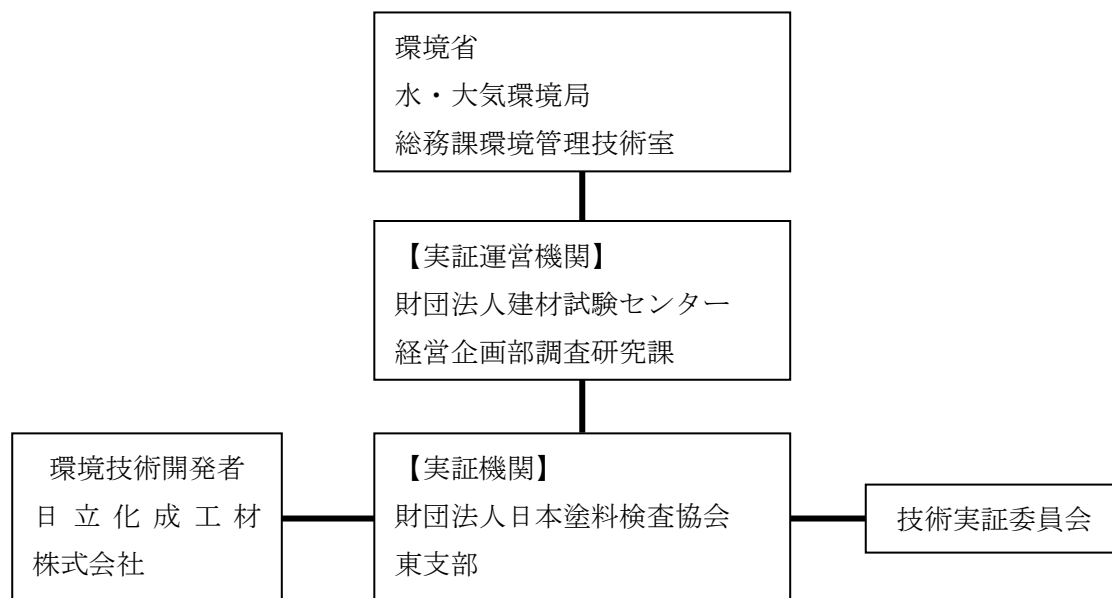 環境省
水・大気環境局
総務課環境管理技術室
【実証運営機関】
財団法人建材試験センター
経営企画部調査研究課
環境技術開発者
日立化成工材
株式会社
【実証機関】
財団法人日本塗料検査協会
東支部
技術実証委員会